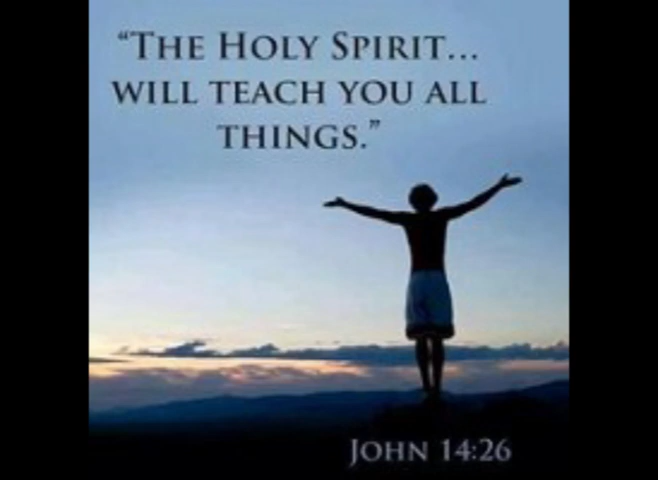 “The Holy Spirit...
will teach you all
things.”
John 14:26